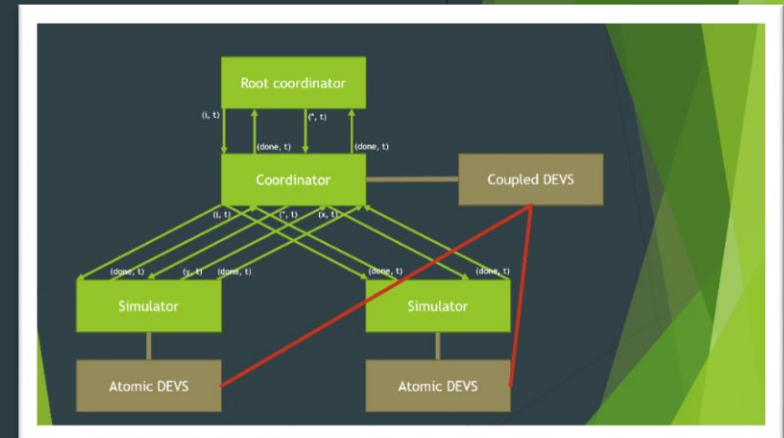 Root coordinator
(i, t)
(*, t)
(done, t)
(done, t)
Coordinator
Coupled DEVS
(i, t)
(*, t)
(x, t)
(done, t)
(y, t)
(done, t)
(done, t)
(done, t)
Simulator
Simulator
Atomic DEVS
Atomic DEVS